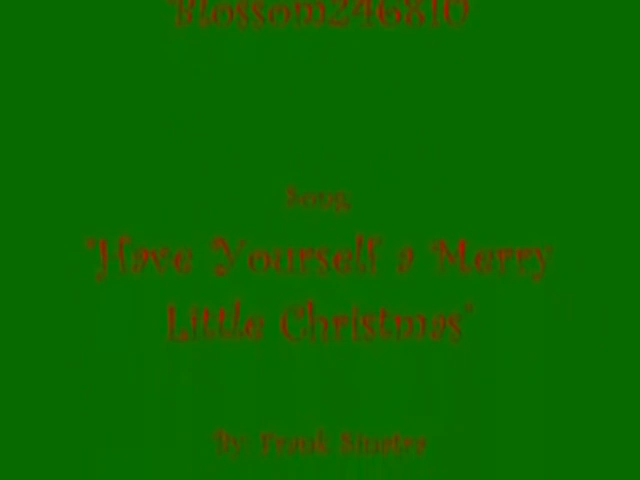 Blossom246810
Song:
"Have Yourself a Merry
Little Christmas"
By: Frank Sinatra